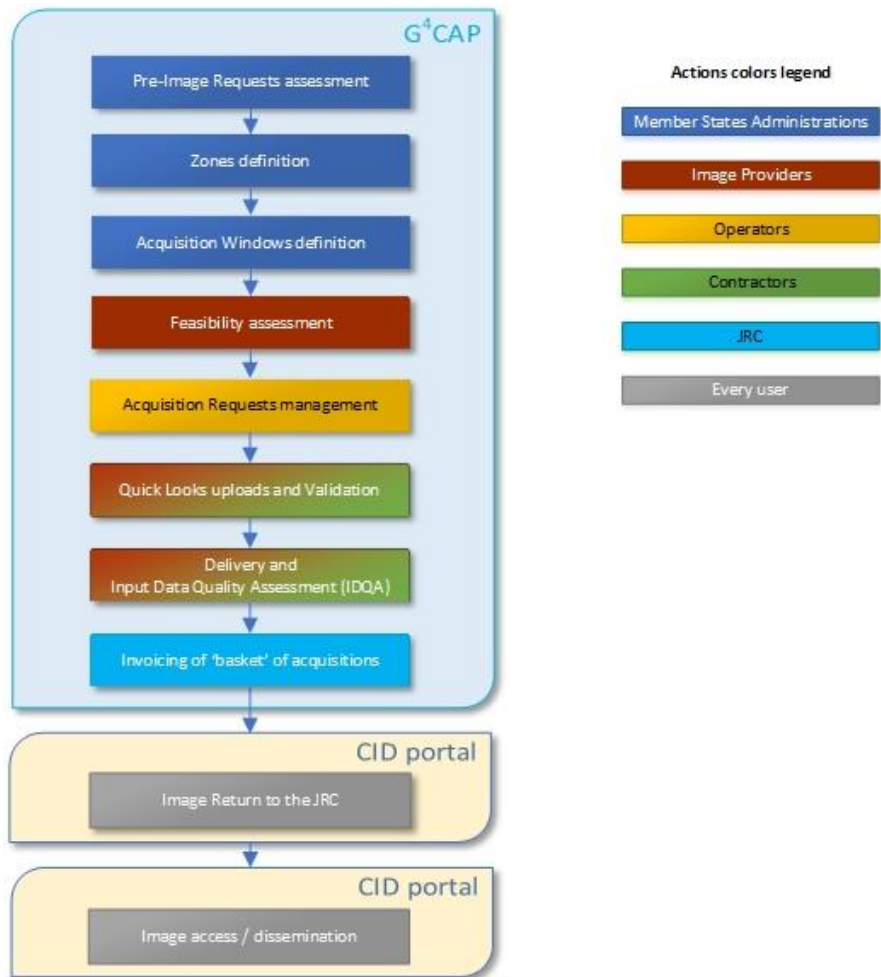 G⁴CAP
Pre-Image Requests assessment
Zones definition
Acquisition Windows definition
Feasibility assessment
Acquisition Requests management
Quick Looks uploads and Validation
Delivery and
Input Data Quality Assessment (IDQA)
Invoicing of ‘basket’ of acquisitions
CID portal
Image Return to the JRC
CID portal
Image access / dissemination
Actions colors legend
Member States Administrations
Image Providers
Operators
Contractors
JRC
Every user